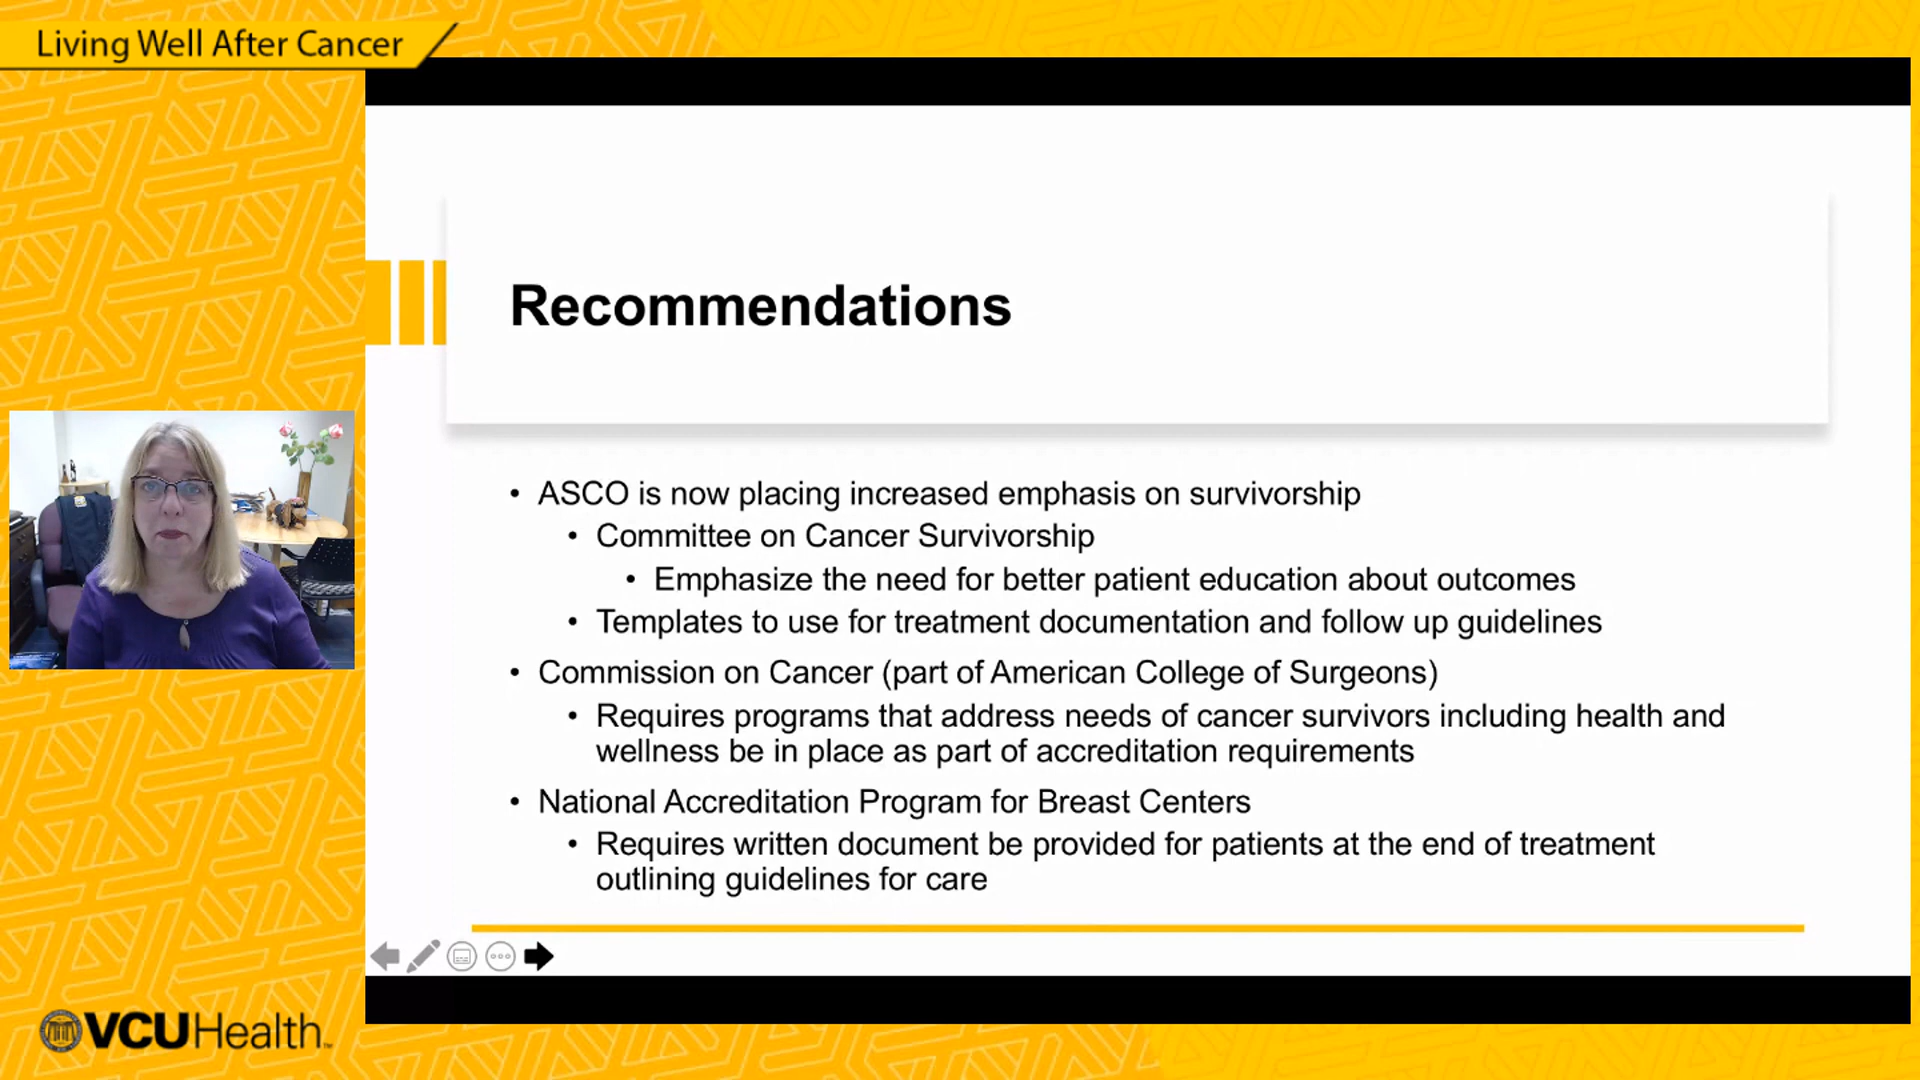 Living Well After Cancer
Recommendations
• ASCO is now placing increased emphasis on survivorship
• Committee on Cancer Survivorship
• Emphasize the need for better patient education about outcomes
• Templates to use for treatment documentation and follow up guidelines
• Commission on Cancer (part of American College of Surgeons)
• Requires programs that address needs of cancer survivors including health and
wellness be in place as part of accreditation requirements
• National Accreditation Program for Breast Centers
• Requires written document be provided for patients at the end of treatment
outlining guidelines for care
VCUHealth™